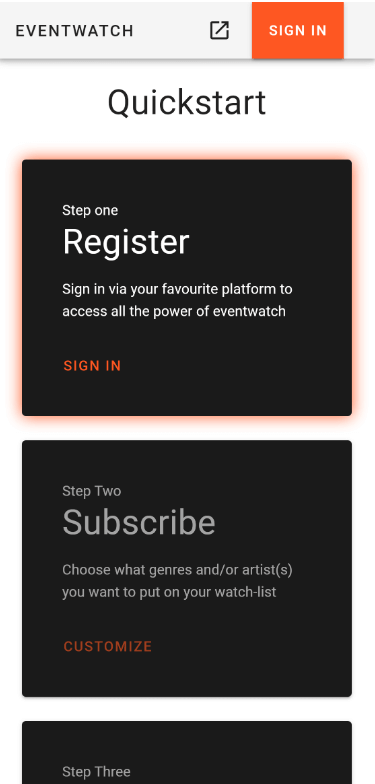 EVENTWATCH
SIGN IN
Quickstart
Step one
Register
Sign in via your favourite platform to
access all the power of eventwatch
SIGN IN
Step Two
Subscribe
Choose what genres and/or artist(s)
you want to put on your watch-list
CUSTOMIZE
Step Three